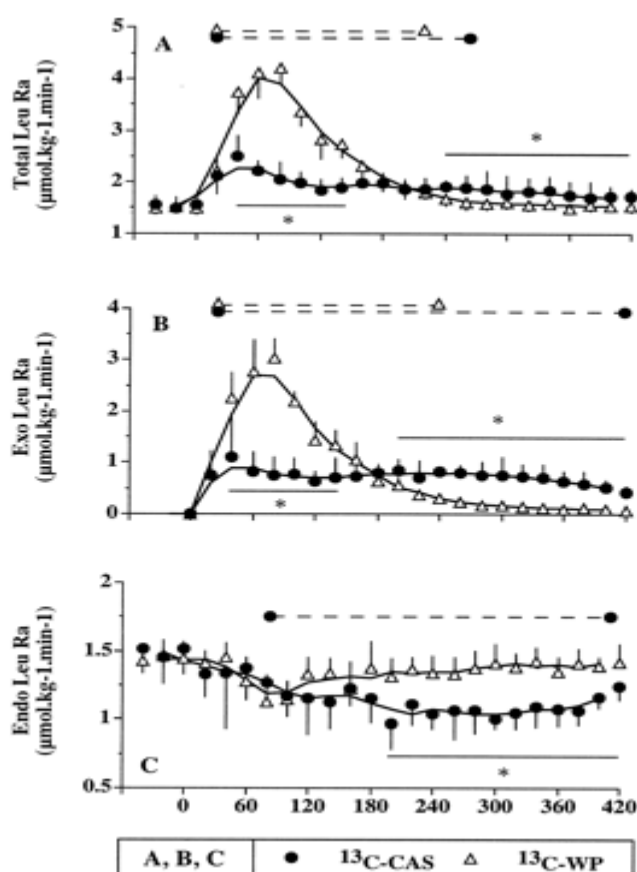 A
Total Leu Ra
(μmol.kg-1.min-1)
5
4
3
2
1
*
*
B
Exo Leu Ra
(μmol.kg-1.min-1)
4
3
2
1
0
*
*
C
Endo Leu Ra
(μmol.kg-1.min-1)
2
1.5
1
0.5
*
0 60 120 180 240 300 360 420
A, B, C ● 13C-CAS △ 13C-WP